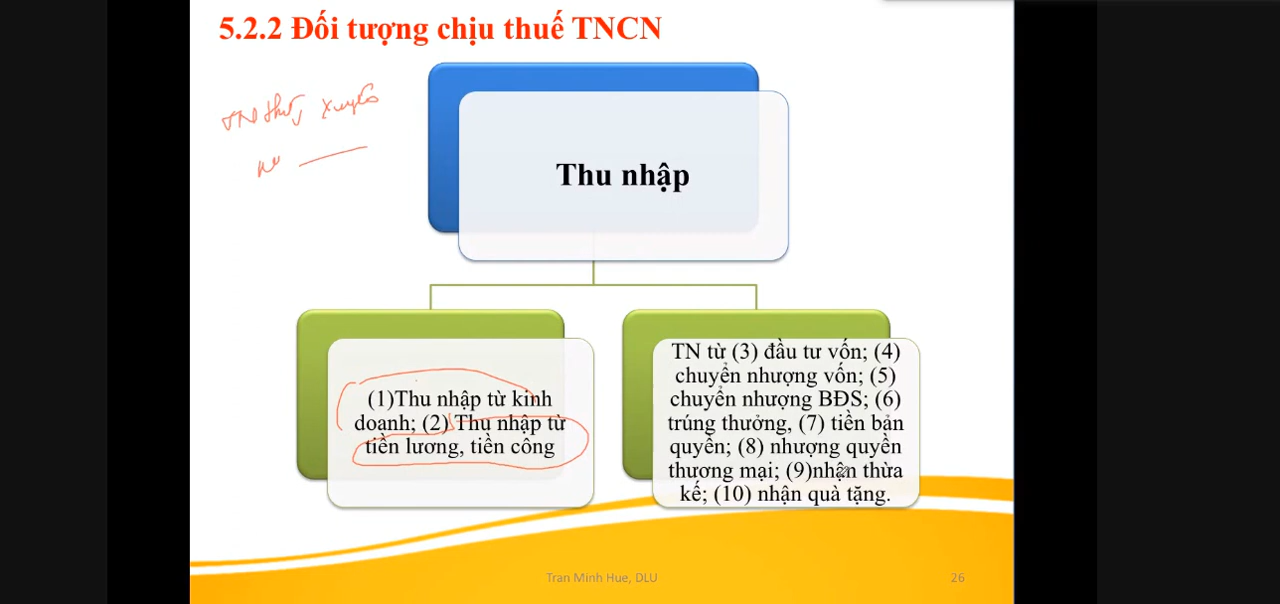 5.2.2 Đối tượng chịu thuế TNCN
TN
Thu nhập
(1)Thu nhập từ kinh
doanh; (2) Thu nhập từ
tiền lương, tiền công
TN từ (3) đầu tư vốn; (4)
chuyển nhượng vốn; (5)
chuyển nhượng BĐS; (6)
trúng thưởng, (7) tiền bản
quyền; (8) nhượng quyền
thương mại; (9)nhận thừa
kế; (10) nhận quà tặng.
Tran Minh Hue, DLU
26